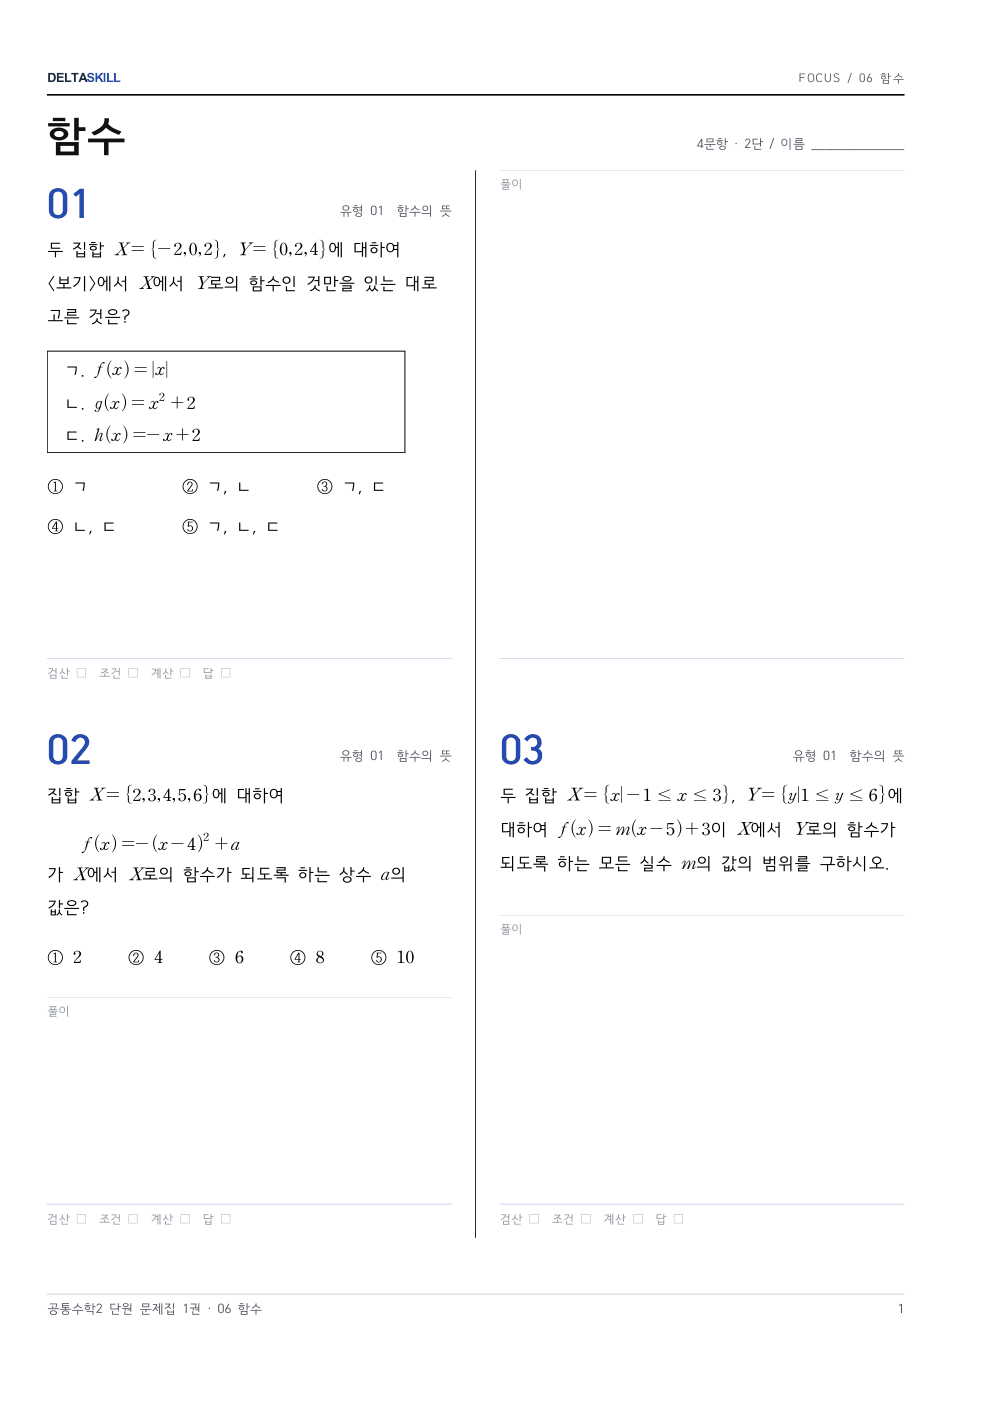 DELTASKILL
FOCUS / 06 함수
함수
4문항 · 2단 / 이름 ______________
01
유형 01 함수의 뜻
두 집합 X={-2,0,2}, Y={0,2,4}에 대하여
〈보기〉에서 X에서 Y로의 함수인 것만을 있는 대로
고른 것은?
ㄱ. f(x)=|x|
ㄴ. g(x)=x²+2
ㄷ. h(x)=-x+2
① ㄱ ② ㄱ, ㄴ ③ ㄱ, ㄷ
④ ㄴ, ㄷ ⑤ ㄱ, ㄴ, ㄷ
검산 □ 조건 □ 계산 □ 답 □
02
유형 01 함수의 뜻
집합 X={2,3,4,5,6}에 대하여
f(x)=-(x-4)²+a
가 X에서 X로의 함수가 되도록 하는 상수 a의
값은?
① 2 ② 4 ③ 6 ④ 8 ⑤ 10
풀이
검산 □ 조건 □ 계산 □ 답 □
풀이
03
유형 01 함수의 뜻
두 집합 X={x|-1≤x≤3}, Y={y|1≤y≤6}에
대하여 f(x)=m(x-5)+3이 X에서 Y로의 함수가
되도록 하는 모든 실수 m의 값의 범위를 구하시오.
풀이
검산 □ 조건 □ 계산 □ 답 □
공통수학2 단원 문제집 1권 · 06 함수
1